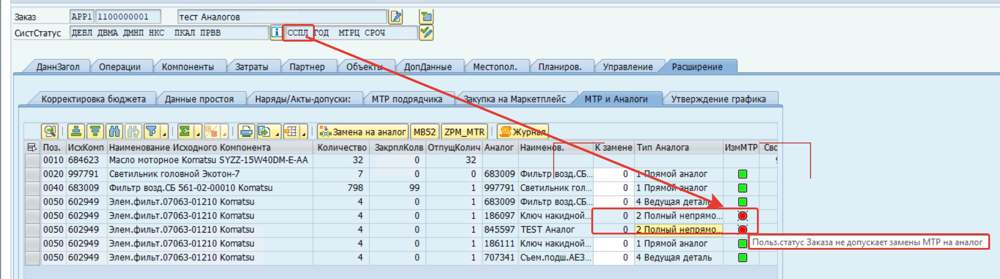 Заказ APP1 1100000001 тест Аналогов
СистСтатус ДЕБЛ ДВМА ДМНП НКС ПКАЛ ПРВВ ССПЛ ГОД МТРЦ СРОЧ
ДаннЗагол Операции Компоненты Затраты Партнер Объекты ДопДанные Местопол. Планиров. Управление Расширение
Корректировка бюджета Данные простоя Наряды/Акты-допуски: МТР подрядчика Закупка на Маркетплейс МТР и Аналоги Утверждение графика
Замена на аналог MB52 ZPM_MTR Журнал
Поз. ИсхКомп Наименование Исходного Компонента Количество ЗакрплКолв ОтпущКолич Аналог Наименов. К замене Тип Аналога ИзмМТР Сво
0010 684623 Масло моторное Komatsu SYZZ-15W40DM-E-AA 32 0 32
0020 997791 Светильник головной Экотон-7 7 0 0 683009 Фильтр возд.СБ... 0 1 Прямой аналог
0040 683009 Фильтр возд.СБ 561-02-00010 Komatsu 798 99 1 997791 Светильник гол... 0 1 Прямой аналог
0050 602949 Элем.фильт.07063-01210 Komatsu 4 0 1 683009 Фильтр возд.СБ... 0 4 Ведущая деталь
0050 602949 Элем.фильт.07063-01210 Komatsu 4 0 1 186097 Ключ накидной... 0 2 Полный непрямо...
0050 602949 Элем.фильт.07063-01210 Komatsu 4 0 1 845597 TEST Аналог 0 2 Полный непрямо...
0050 602949 Элем.фильт.07063-01210 Komatsu 4 0 1 186111 Ключ накидной... 0 1 Прямой аналог
Польз.статус Заказа не допускает замены МТР на аналог
0050 602949 Элем.фильт.07063-01210 Komatsu 4 0 1 707341 Съем.подш.АЕЗ... 0 4 Ведущая деталь